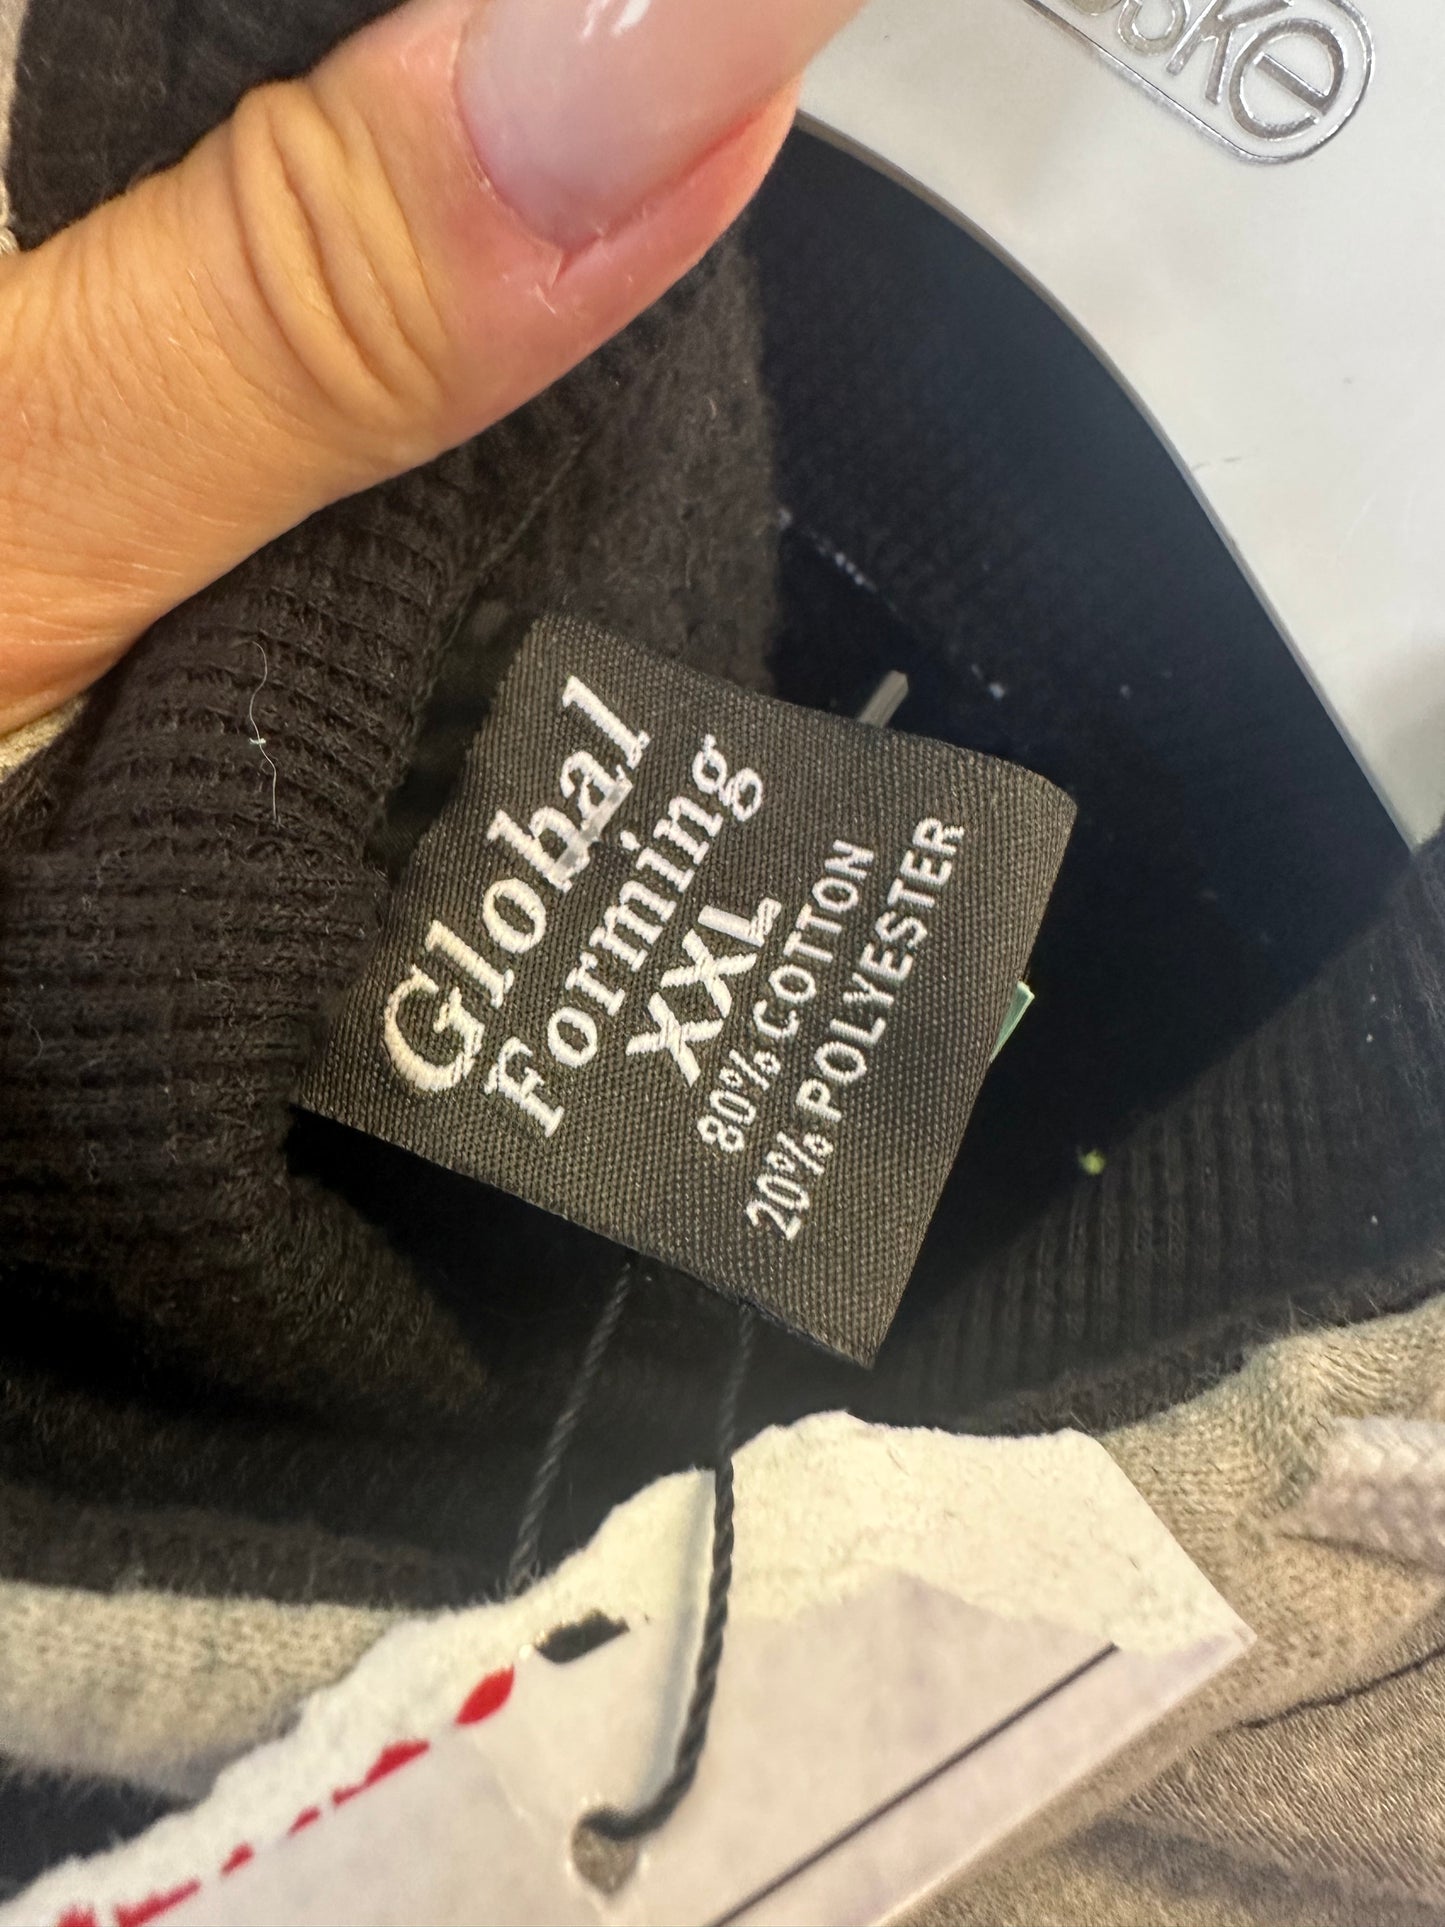 Global
Forming
XXL
80% COTTON
20% POLYESTER